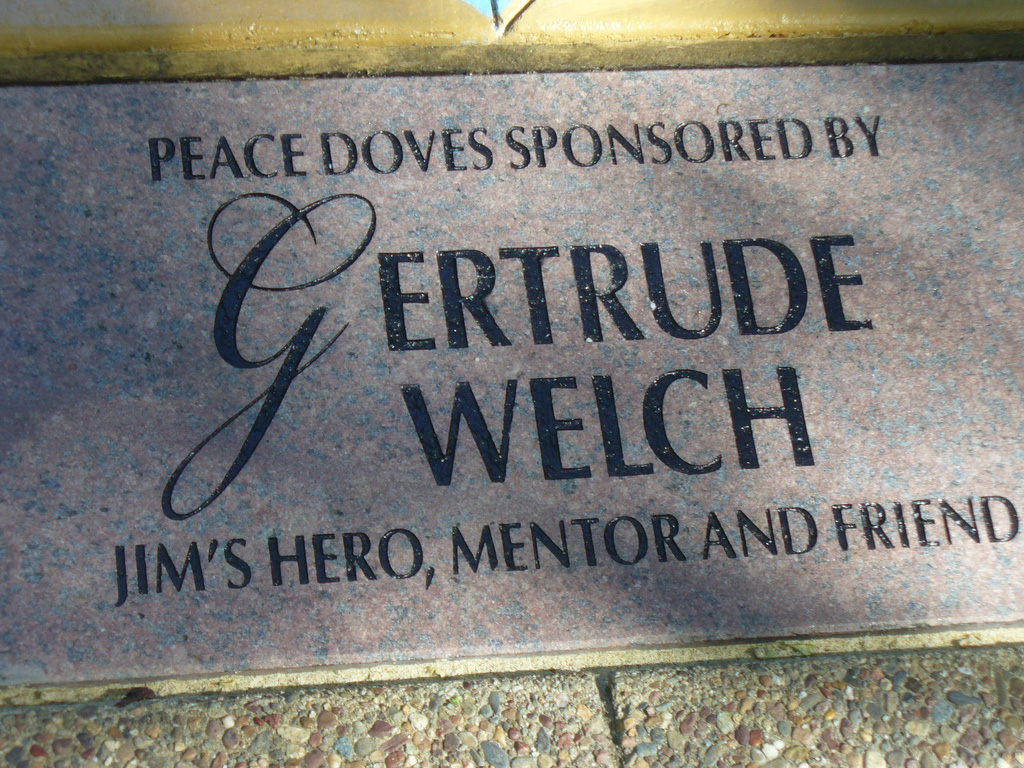 PEACE DOVES SPONSORED BY
GERTRUDE
WELCH
JIM'S HERO, MENTOR AND FRIEND